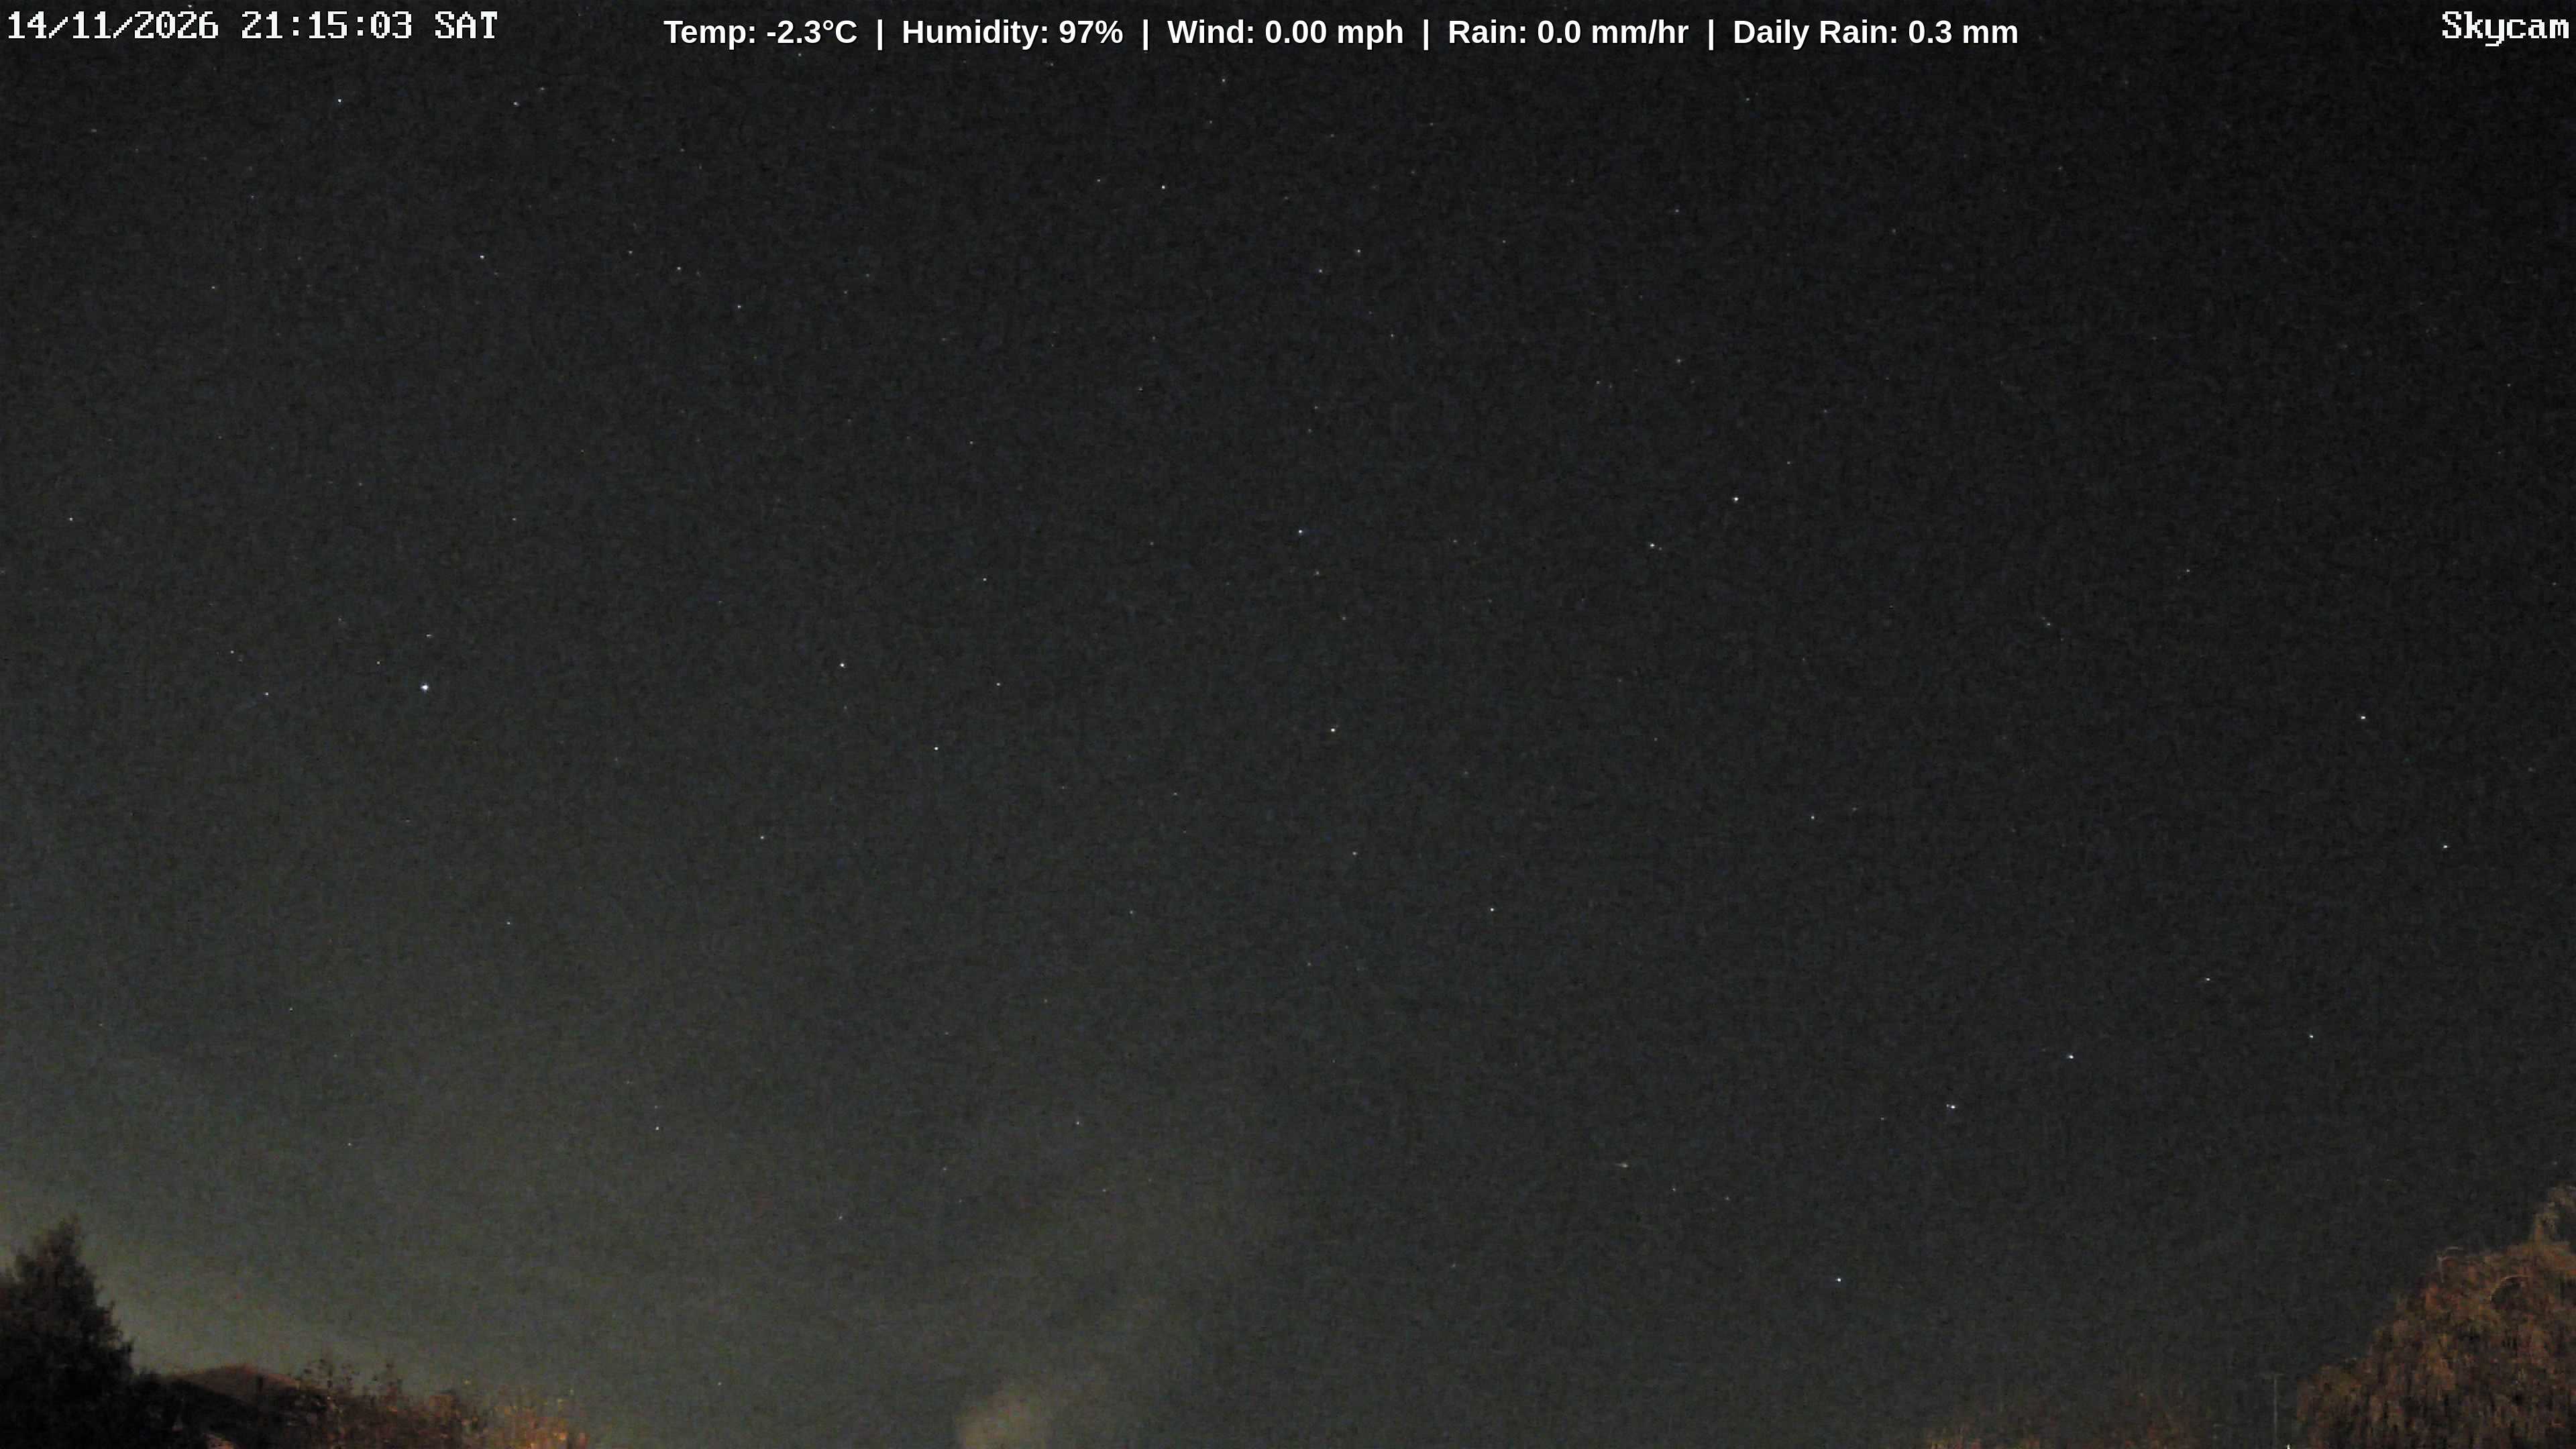 14/11/2026 21:15:03 SAT
Temp: -2.3°C | Humidity: 97% | Wind: 0.00 mph | Rain: 0.0 mm/hr | Daily Rain: 0.3 mm
Skycam